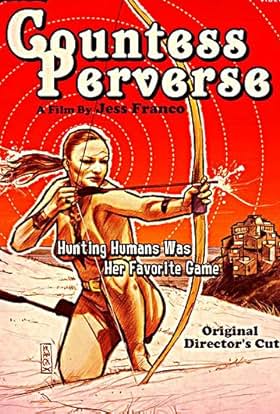 Countess
Perverse
A Film By Jess Franco
Hunting Humans Was
Her Favorite Game
Original
Director's Cut